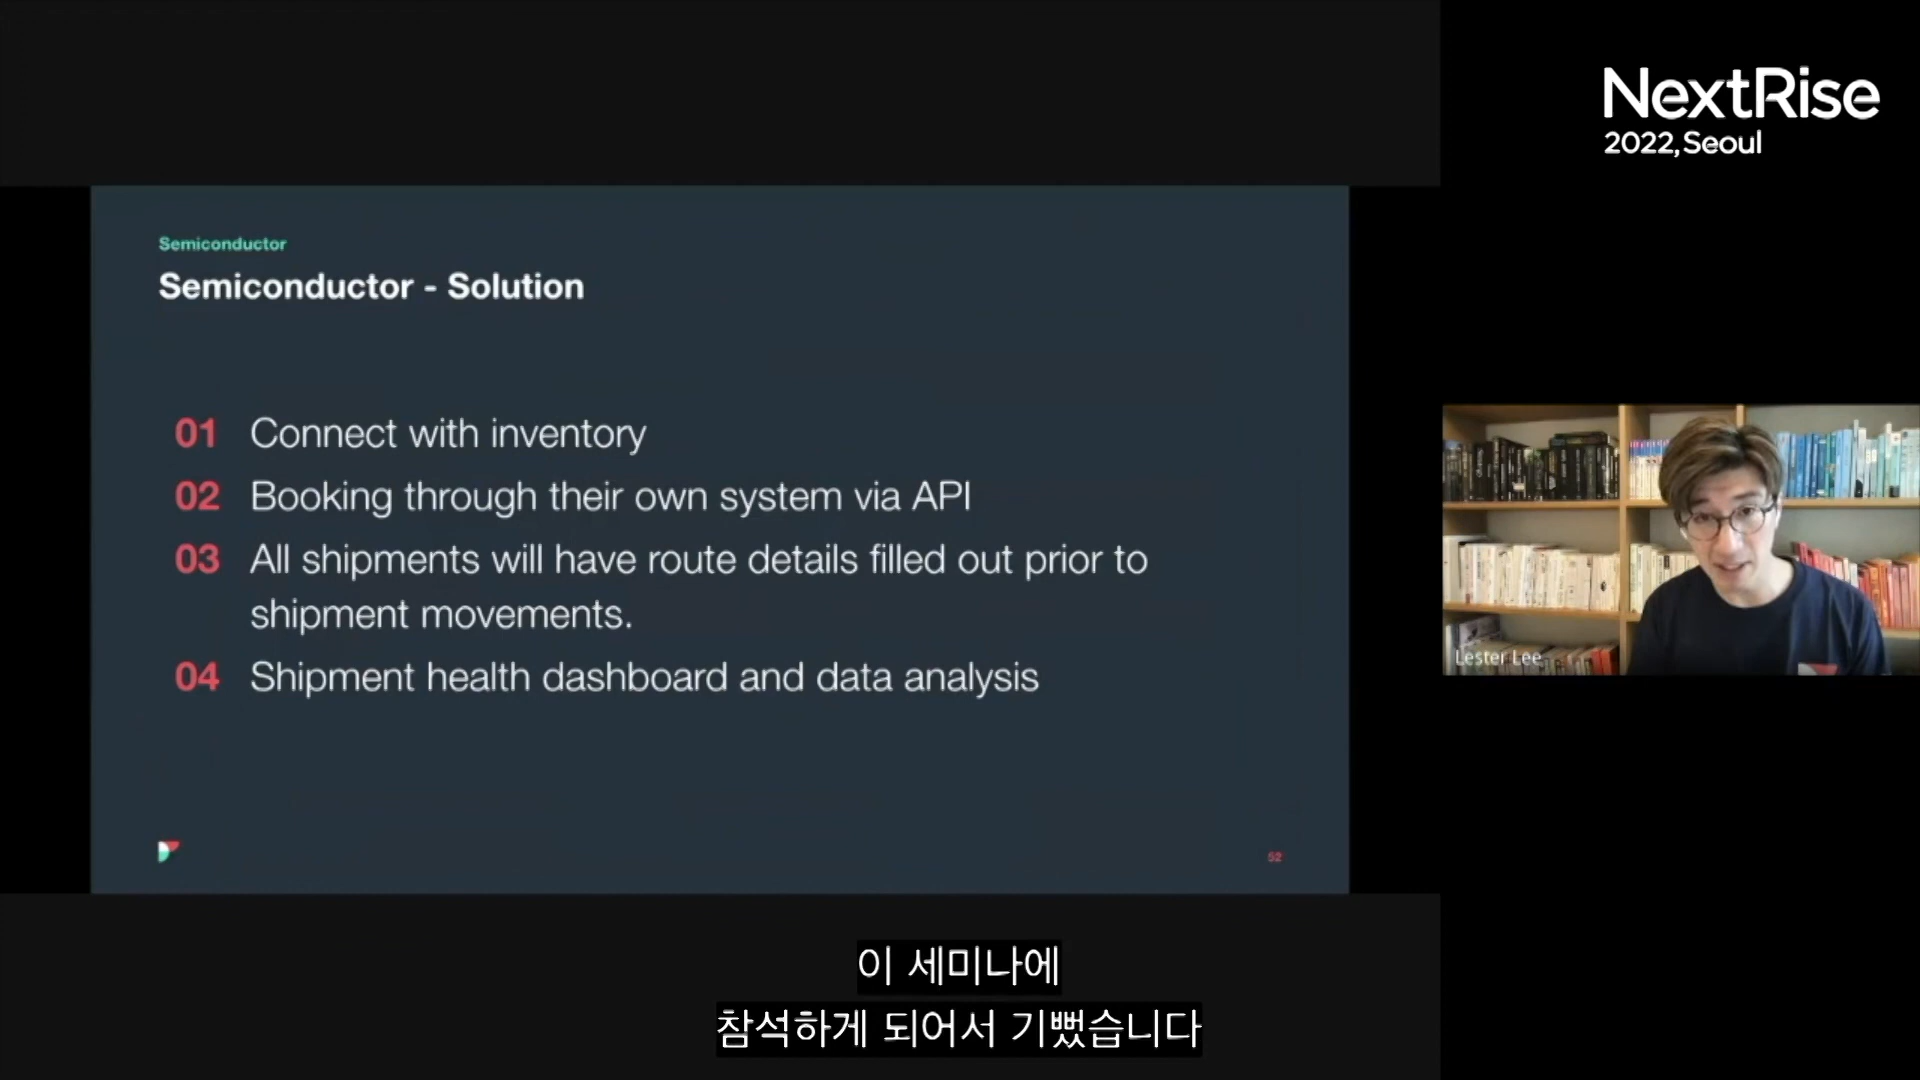 NextRise
2022, Seoul
Semiconductor
Semiconductor - Solution
01 Connect with inventory
02 Booking through their own system via API
03 All shipments will have route details filled out prior to
shipment movements.
04 Shipment health dashboard and data analysis
52
Lester Lee
이 세미나에
참석하게 되어서 기뻤습니다